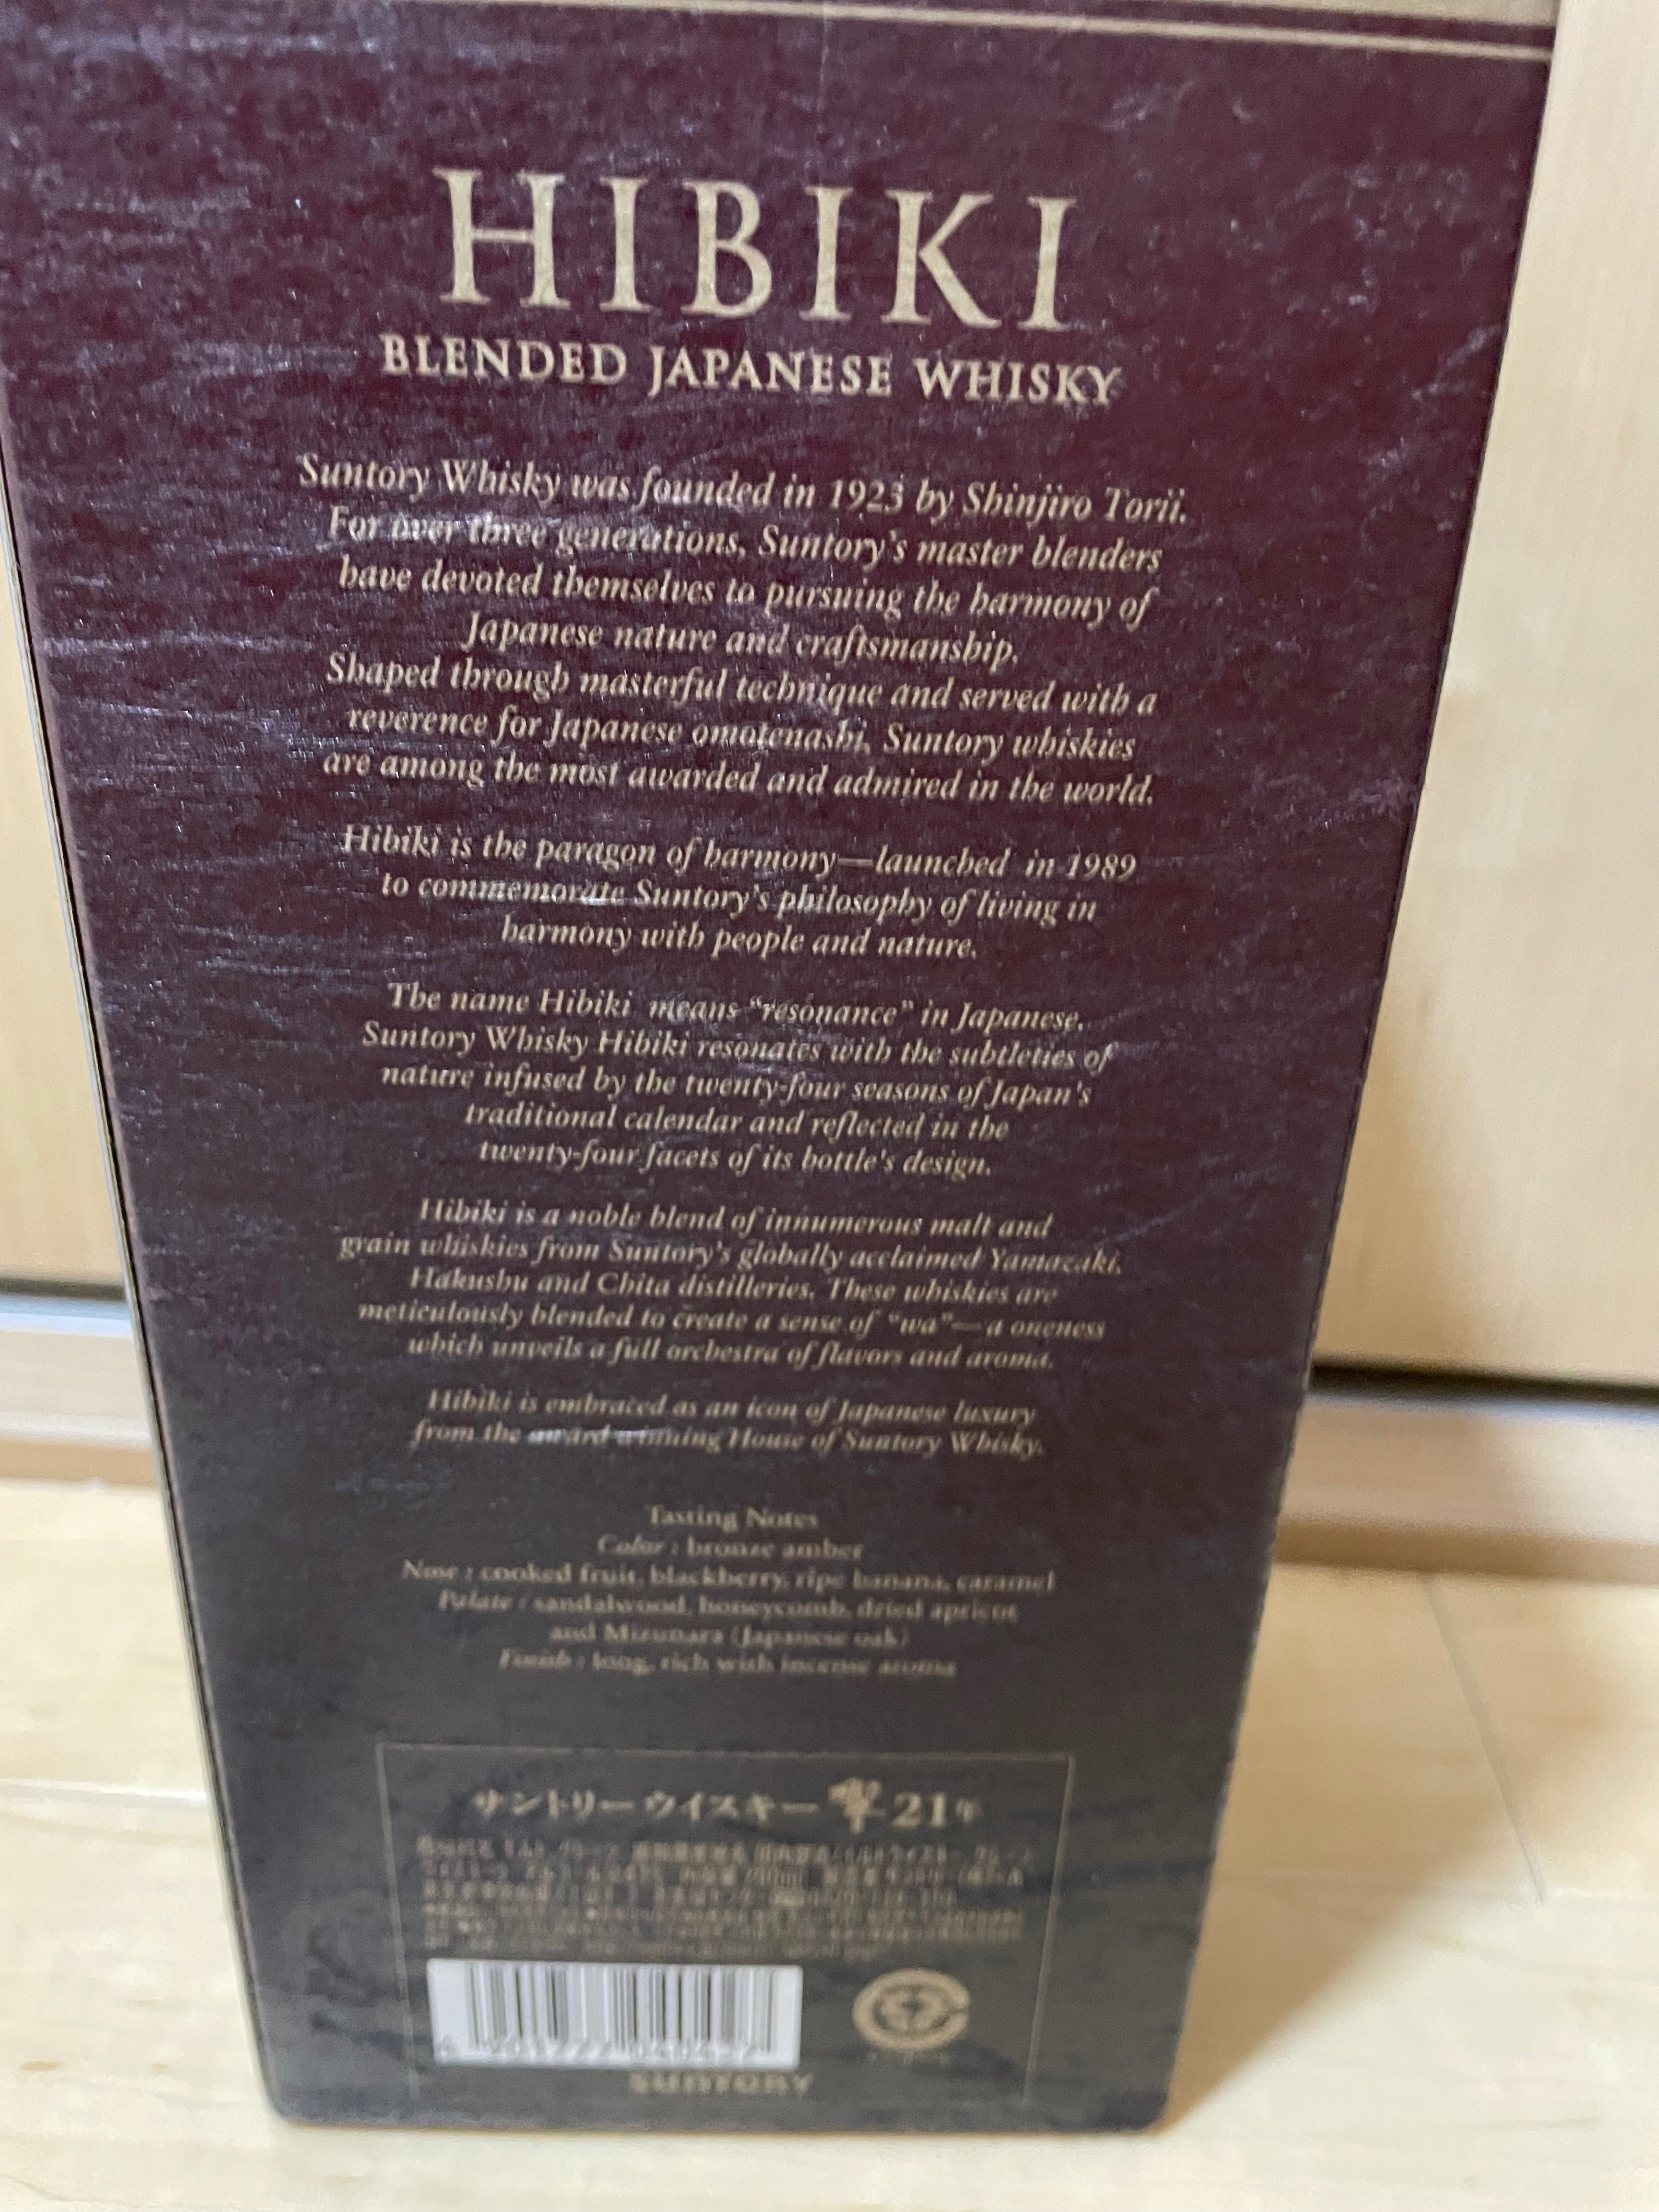 HIBIKI
BLENDED JAPANESE WHISKY
Suntory Whisky was founded in 1923 by Shinjiro Torii.
For over three generations, Suntory's master blenders
have devoted themselves to pursuing the harmony of
Japanese nature and craftsmanship.
Shaped through masterful technique and served with a
reverence for Japanese omotenashi, Suntory whiskies
are among the most awarded and admired in the world.
Hibiki is the paragon of harmony—launched in 1989
to commemorate Suntory's philosophy of living in
harmony with people and nature.
The name Hibiki means “resonance” in Japanese.
Suntory Whisky Hibiki resonates with the subtleties of
nature infused by the twenty-four seasons of Japan's
traditional calendar and reflected in the
twenty-four facets of its bottle's design.
Hibiki is a noble blend of innumerous malt and
grain whiskies from Suntory's globally acclaimed Yamazaki,
Hakushu and Chita distilleries. These whiskies are
meticulously blended to create a sense of “wa”—a oneness
which unveils a full orchestra of flavors and aroma.
Hibiki is embraced as an icon of Japanese luxury
from the award winning House of Suntory Whisky.
Tasting Notes
Color : bronze amber
Nose : cooked fruit, blackberry, ripe banana, caramel
Palate : sandalwood, honeycomb, dried apricot
and Mizunara (Japanese oak)
Finish : long, rich with incense aroma
サントリーウイスキー 響 21年
SUNTORY